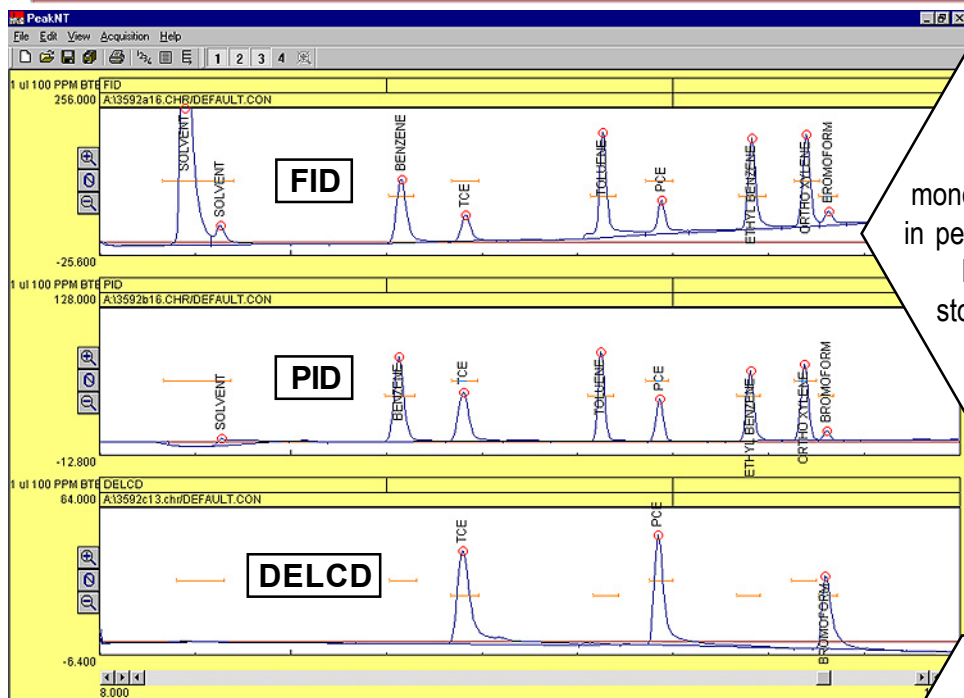 PeakNT
File Edit View Acquisition Help
1 2 3 4
1 ul 100 PPM BTE FID
256.000 A:\3592a16.CHR/DEFAULT.CON
SOLVENT
SOLVENT
FID
BENZENE
TCE
TOLUENE
PCE
ETHYL BENZENE
ORTHO XYLENE
BROMOFORM
-25.600
in pe
1 ul 100 PPM BTE PID
128.000 A:\3592b16.CHR/DEFAULT.CON
SOLVENT
PID
BENZENE
TCE
TOLUENE
PCE
ETHYL BENZENE
ORTHO XYLENE
BROMOFORM
sto
-12.800
1 ul 100 PPM BTE DELCD
64.000 A:\3592c13.chr/DEFAULT.CON
DELCD
TCE
PCE
BROMOFORM
-6.400
8.000